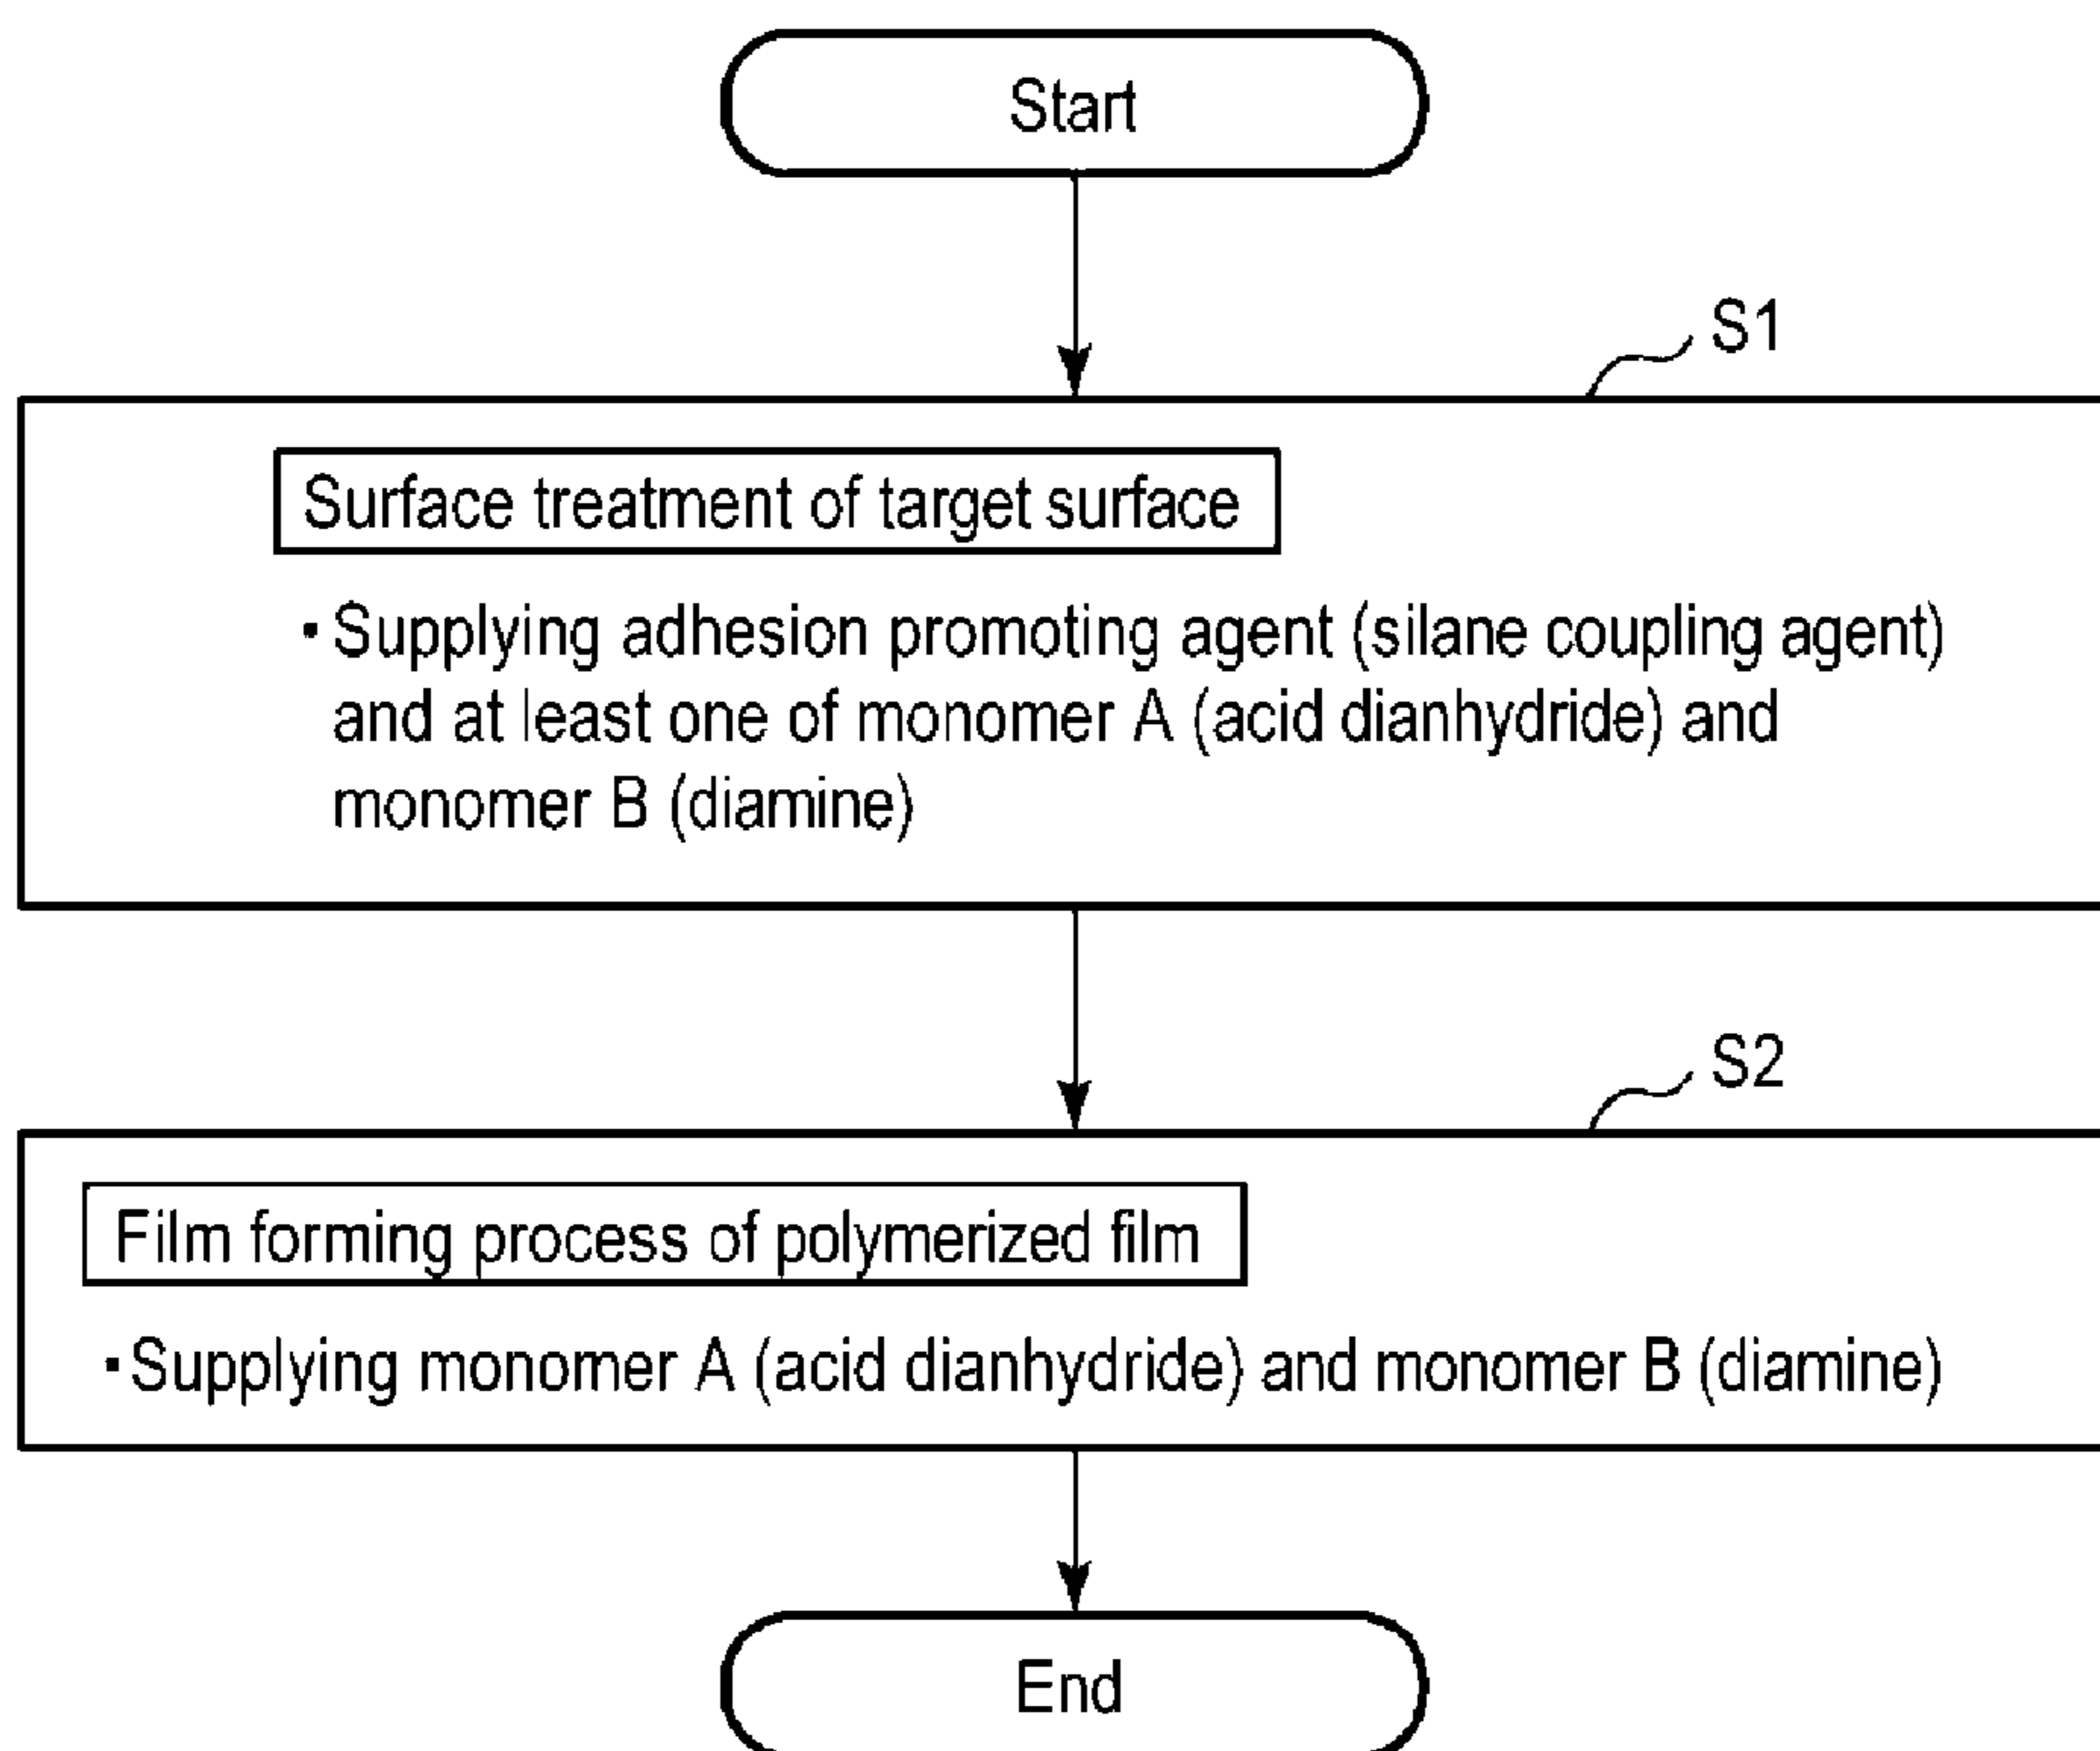 Start
S1
Surface treatment of target surface
▪ Supplying adhesion promoting agent (silane coupling agent)
and at least one of monomer A (acid dianhydride) and
monomer B (diamine)
S2
Film forming process of polymerized film
▪ Supplying monomer A (acid dianhydride) and monomer B (diamine)
End